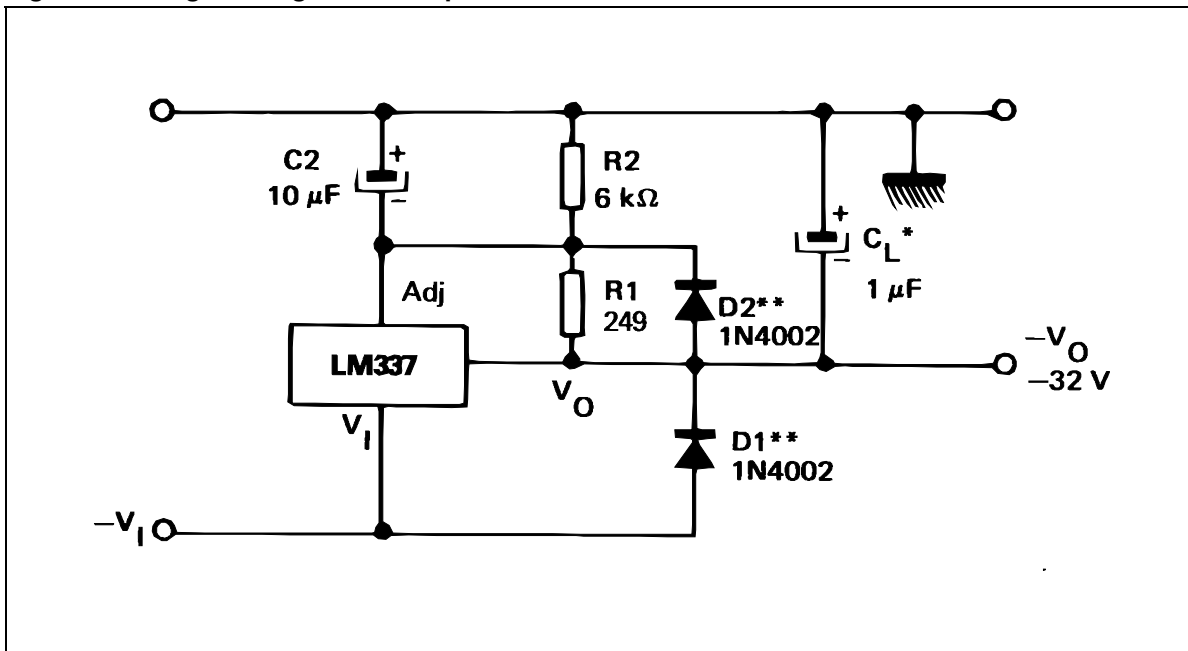 C2
10 μF
+
−
R2
6 kΩ
+
−
C_L*
1 μF
Adj
R1
249
D2**
1N4002
LM337
V_O
−V_O
−32 V
V_I
D1**
1N4002
−V_I